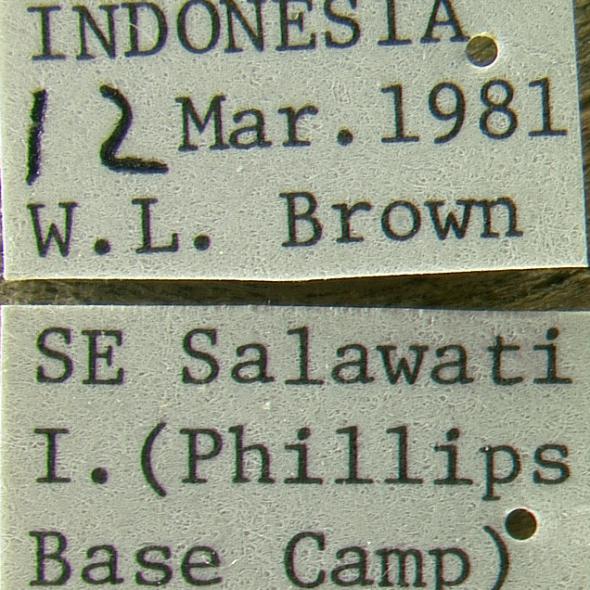 INDONESIA
12 Mar.1981
W.L. Brown
SE Salawati
I.(Phillips
Base Camp)